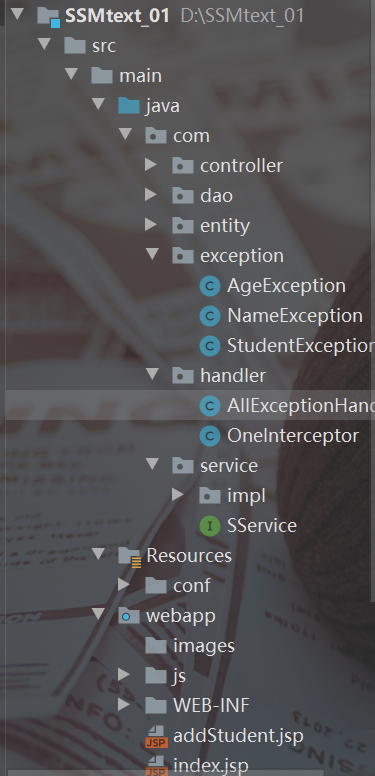 SSMtext_01 D:\SSMtext_01
src
main
java
com
controller
dao
entity
exception
AgeException
NameException
StudentException
handler
AllExceptionHand
OneInterceptor
service
impl
I SService
Resources
conf
webapp
images
js
WEB-INF
addStudent.jsp
index.jsp